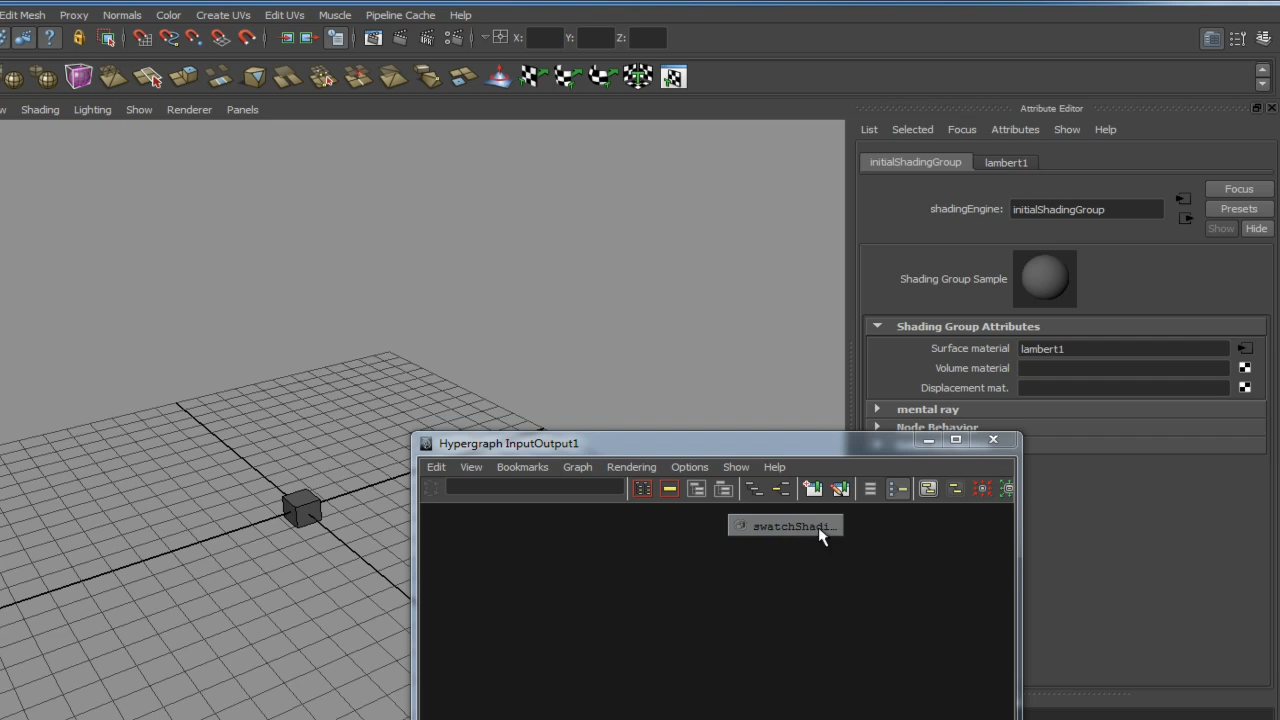 Edit Mesh Proxy Normals Color Create UVs Edit UVs Muscle Pipeline Cache Help
X: Y: Z:
Shading Lighting Show Renderer Panels
Attribute Editor
List Selected Focus Attributes Show Help
initialShadingGroup lambert1
Focus
shadingEngine: initialShadingGroup
Presets
Show Hide
Shading Group Sample
Shading Group Attributes
Surface material lambert1
Volume material
Displacement mat.
mental ray
Node Behavior
Hypergraph InputOutput1
Edit View Bookmarks Graph Rendering Options Show Help
swatchShadi...